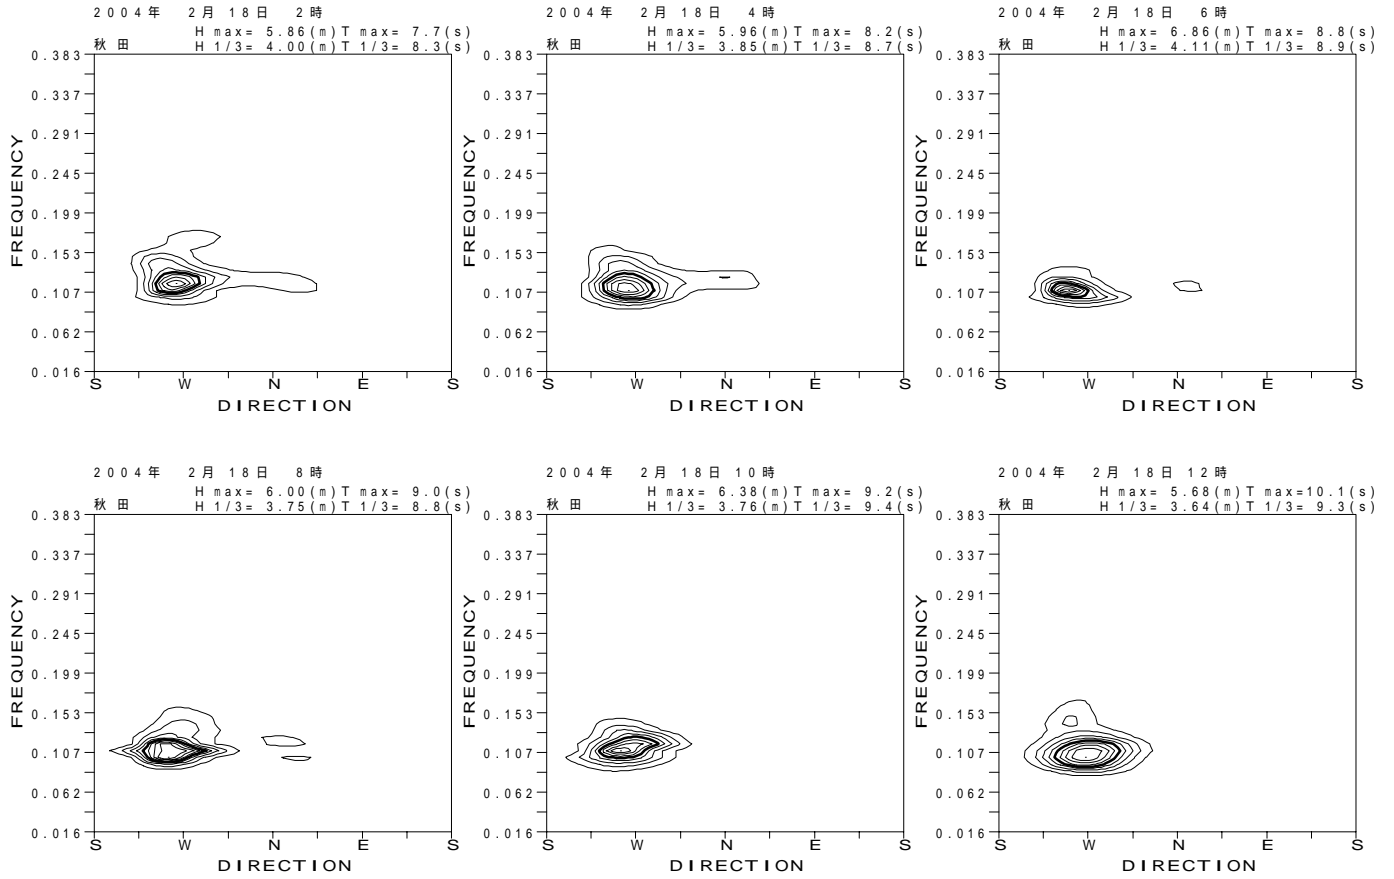 2004年 2月 18日 2時
H max= 5.86(m) T max= 7.7(s)
秋田 H 1/3= 4.00(m) T 1/3= 8.3(s)
0.383
0.337
0.291
0.245
0.199
0.153
0.107
0.062
0.016
FREQUENCY
S W N E S
DIRECTION
2004年 2月 18日 4時
H max= 5.96(m) T max= 8.2(s)
秋田 H 1/3= 3.85(m) T 1/3= 8.7(s)
0.383
0.337
0.291
0.245
0.199
0.153
0.107
0.062
0.016
FREQUENCY
S W N E S
DIRECTION
2004年 2月 18日 6時
H max= 6.86(m) T max= 8.8(s)
秋田 H 1/3= 4.11(m) T 1/3= 8.9(s)
0.383
0.337
0.291
0.245
0.199
0.153
0.107
0.062
0.016
FREQUENCY
S W N E S
DIRECTION
2004年 2月 18日 8時
H max= 6.00(m) T max= 9.0(s)
秋田 H 1/3= 3.75(m) T 1/3= 8.8(s)
0.383
0.337
0.291
0.245
0.199
0.153
0.107
0.062
0.016
FREQUENCY
S W N E S
DIRECTION
2004年 2月 18日 10時
H max= 6.38(m) T max= 9.2(s)
秋田 H 1/3= 3.76(m) T 1/3= 9.4(s)
0.383
0.337
0.291
0.245
0.199
0.153
0.107
0.062
0.016
FREQUENCY
S W N E S
DIRECTION
2004年 2月 18日 12時
H max= 5.68(m) T max=10.1(s)
秋田 H 1/3= 3.64(m) T 1/3= 9.3(s)
0.383
0.337
0.291
0.245
0.199
0.153
0.107
0.062
0.016
FREQUENCY
S W N E S
DIRECTION